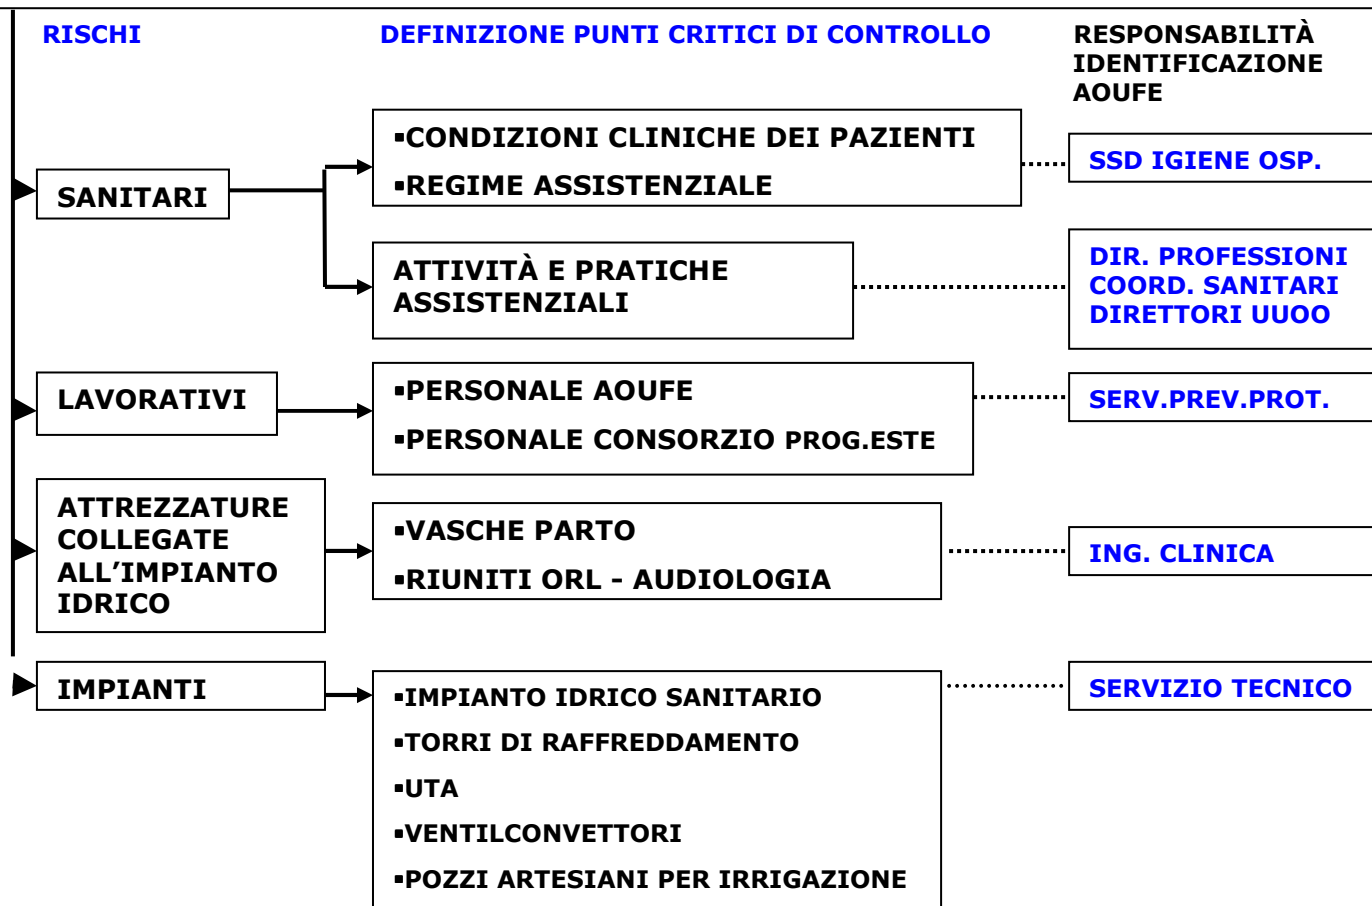 RISCHI
DEFINIZIONE PUNTI CRITICI DI CONTROLLO
RESPONSABILITÀ
IDENTIFICAZIONE
AOUFE
SANITARI
▪CONDIZIONI CLINICHE DEI PAZIENTI
▪REGIME ASSISTENZIALE
SSD IGIENE OSP.
ATTIVITÀ E PRATICHE
ASSISTENZIALI
DIR. PROFESSIONI
COORD. SANITARI
DIRETTORI UUOO
LAVORATIVI
▪PERSONALE AOUFE
▪PERSONALE CONSORZIO PROG.ESTE
SERV.PREV.PROT.
ATTREZZATURE
COLLEGATE
ALL'IMPIANTO
IDRICO
▪VASCHE PARTO
▪RIUNITI ORL - AUDIOLOGIA
ING. CLINICA
IMPIANTI
▪IMPIANTO IDRICO SANITARIO
▪TORRI DI RAFFREDDAMENTO
▪UTA
▪VENTILCONVETTORI
▪POZZI ARTESIANI PER IRRIGAZIONE
SERVIZIO TECNICO